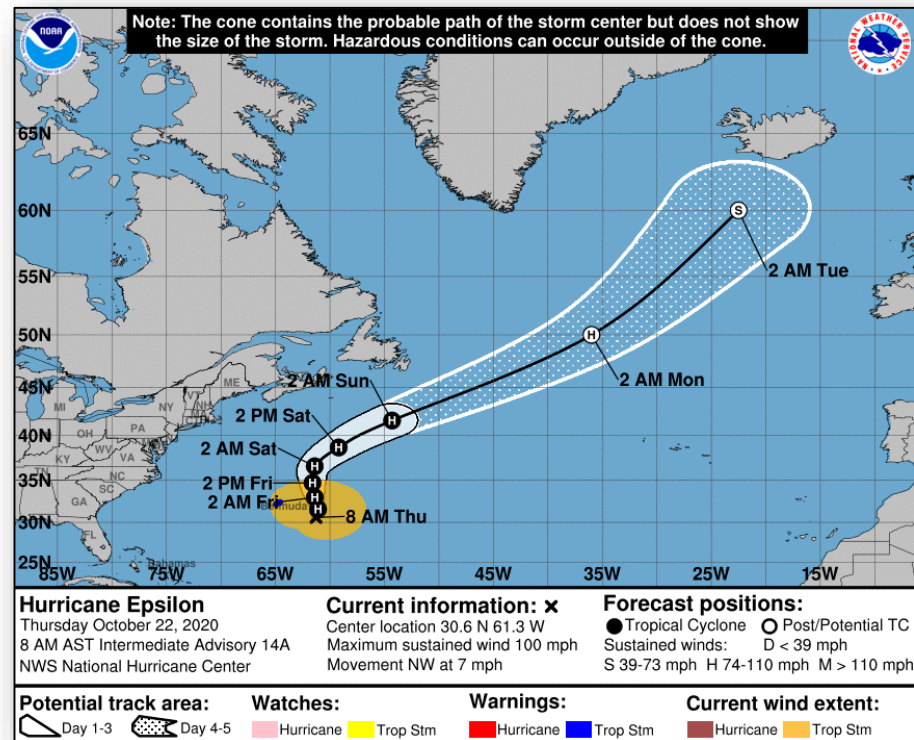 Note: The cone contains the probable path of the storm center but does not show
the size of the storm. Hazardous conditions can occur outside of the cone.
NOAA
NATIONAL WEATHER SERVICE
65N
60N
55N
50N
45N
40N
35N
30N
25N
85W
75W
65W
55W
45W
35W
25W
15W
S
2 AM Tue
H
2 AM Mon
2 AM Sun
H
2 PM Sat
H
2 AM Sat
H
2 PM Fri
H
2 AM Fri
H
H
8 AM Thu
Bermuda
Bahamas
ME
VT
NH
MA
NY
MI
PA
OH
WV
VA
KY
TN
NC
SC
GA
FL
Hurricane Epsilon
Thursday October 22, 2020
8 AM AST Intermediate Advisory 14A
NWS National Hurricane Center
Current information: ×
Center location 30.6 N 61.3 W
Maximum sustained wind 100 mph
Movement NW at 7 mph
Forecast positions:
Tropical Cyclone Post/Potential TC
Sustained winds: D < 39 mph
S 39-73 mph H 74-110 mph M > 110 mph
Potential track area:
Day 1-3 Day 4-5
Watches:
Hurricane Trop Stm
Warnings:
Hurricane Trop Stm
Current wind extent:
Hurricane Trop Stm